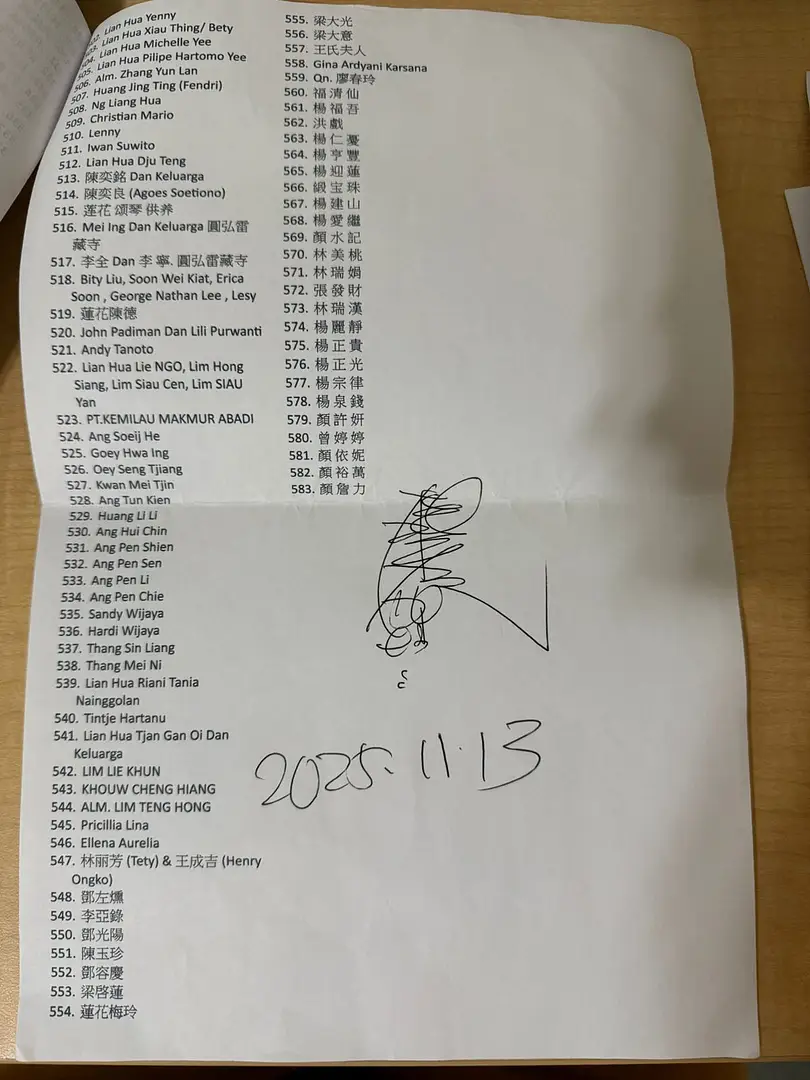 Lian Hua Yenny
503. Lian Hua Xiau Thing/ Bety
504. Lian Hua Michelle Yee
505. Lian Hua Pilipe Hartomo Yee
506. Alm. Zhang Yun Lan
507. Huang Jing Ting (Fendri)
508. Ng Liang Hua
509. Christian Mario
510. Lenny
511. Iwan Suwito
512. Lian Hua Dju Teng
513. 陳奕銘 Dan Keluarga
514. 陳奕良 (Agoes Soetiono)
515. 莲花 颂琴 供养
516. Mei Ing Dan Keluarga 圓弘雷
藏寺
517. 李全 Dan 李 寧. 圓弘雷藏寺
518. Bity Liu, Soon Wei Kiat, Erica
Soon , George Nathan Lee , Lesy
519. 蓮花陳德
520. John Padiman Dan Lili Purwanti
521. Andy Tanoto
522. Lian Hua Lie NGO, Lim Hong
Siang, Lim Siau Cen, Lim SIAU
Yan
523. PT.KEMILAU MAKMUR ABADI
524. Ang Soeij He
525. Goey Hwa Ing
526. Oey Seng Tjiang
527. Kwan Mei Tjin
528. Ang Tun Kien
529. Huang Li Li
530. Ang Hui Chin
531. Ang Pen Shien
532. Ang Pen Sen
533. Ang Pen Li
534. Ang Pen Chie
535. Sandy Wijaya
536. Hardi Wijaya
537. Thang Sin Liang
538. Thang Mei Ni
539. Lian Hua Riani Tania
Nainggolan
540. Tintje Hartanu
541. Lian Hua Tjan Gan Oi Dan
Keluarga
542. LIM LIE KHUN
543. KHOUW CHENG HIANG
544. ALM. LIM TENG HONG
545. Pricillia Lina
546. Ellena Aurelia
547. 林丽芳 (Tety) & 王成吉 (Henry
Ongko)
548. 鄧左燻
549. 李亞錄
550. 鄧光陽
551. 陳玉珍
552. 鄧容慶
553. 梁啓蓮
554. 蓮花梅玲
555. 梁大光
556. 梁大意
557. 王氏夫人
558. Gina Ardyani Karsana
559. Qn. 廖春玲
560. 福 清 仙
561. 楊 福 吾
562. 洪 戲
563. 楊 仁 憂
564. 楊 亨 豐
565. 楊 迎 蓮
566. 緞 宝 珠
567. 楊 建 山
568. 楊 愛 繼
569. 顏 水 記
570. 林 美 桃
571. 林 瑞 娟
572. 張 發 財
573. 林 瑞 漢
574. 楊 麗 靜
575. 楊 正 貴
576. 楊 正 光
577. 楊 宗 律
578. 楊 泉 錢
579. 顏 許 妍
580. 曾 婷 婷
581. 顏 依 妮
582. 顏 裕 萬
583. 顏 詹 力
2025. 11.13